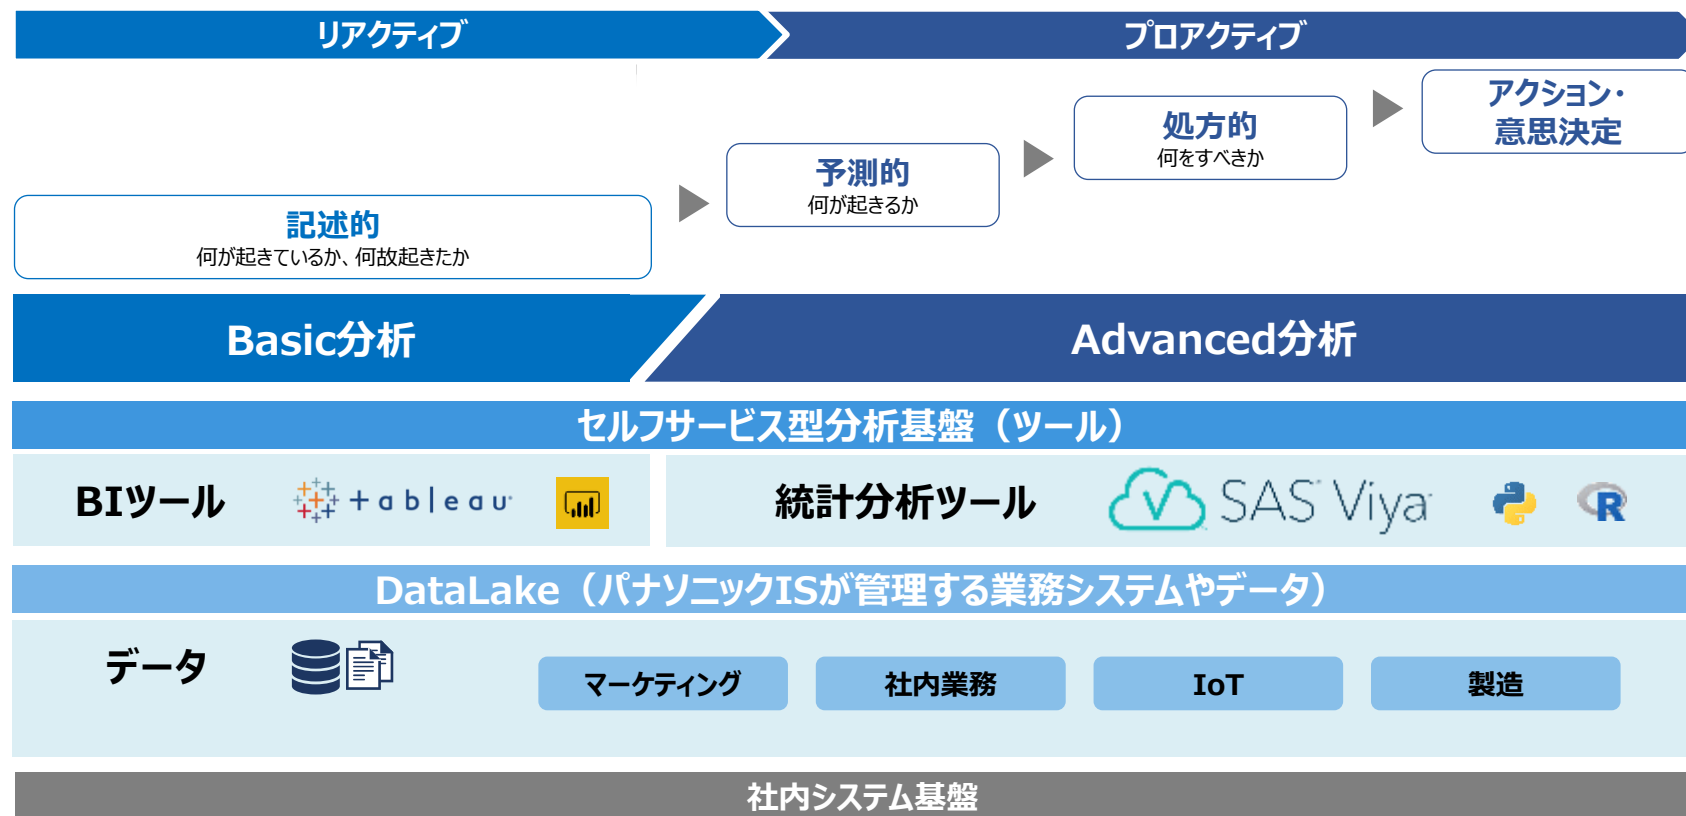 リアクティブ
プロアクティブ
アクション・
意思決定
処方的
何をすべきか
予測的
何が起きるか
記述的
何が起きているか、何故起きたか
Basic分析
Advanced分析
セルフサービス型分析基盤（ツール）
BIツール
tableau
統計分析ツール
SAS Viya
R
DataLake（パナソニックISが管理する業務システムやデータ）
データ
マーケティング
社内業務
IoT
製造
社内システム基盤